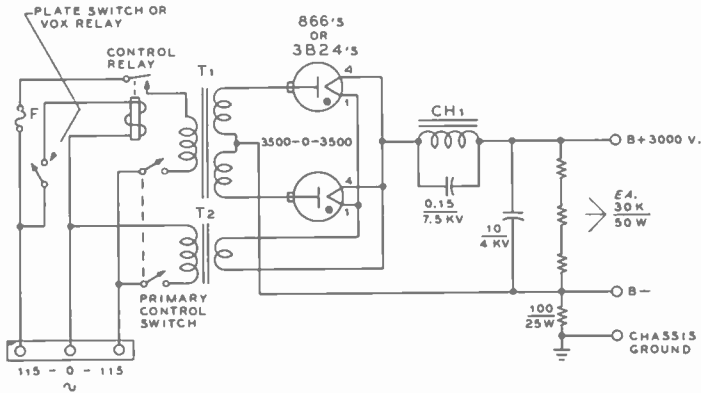 PLATE SWITCH OR
VOX RELAY
CONTROL
RELAY
F
T1
866'S
OR
3B24'S
4
1
3500-0-3500
4
1
T2
CH1
0.15
7.5 KV
10
4 KV
B+3000 V.
EA.
30K
50W
B-
100
25W
CHASSIS
GROUND
PRIMARY
CONTROL
SWITCH
115 - 0 - 115
~